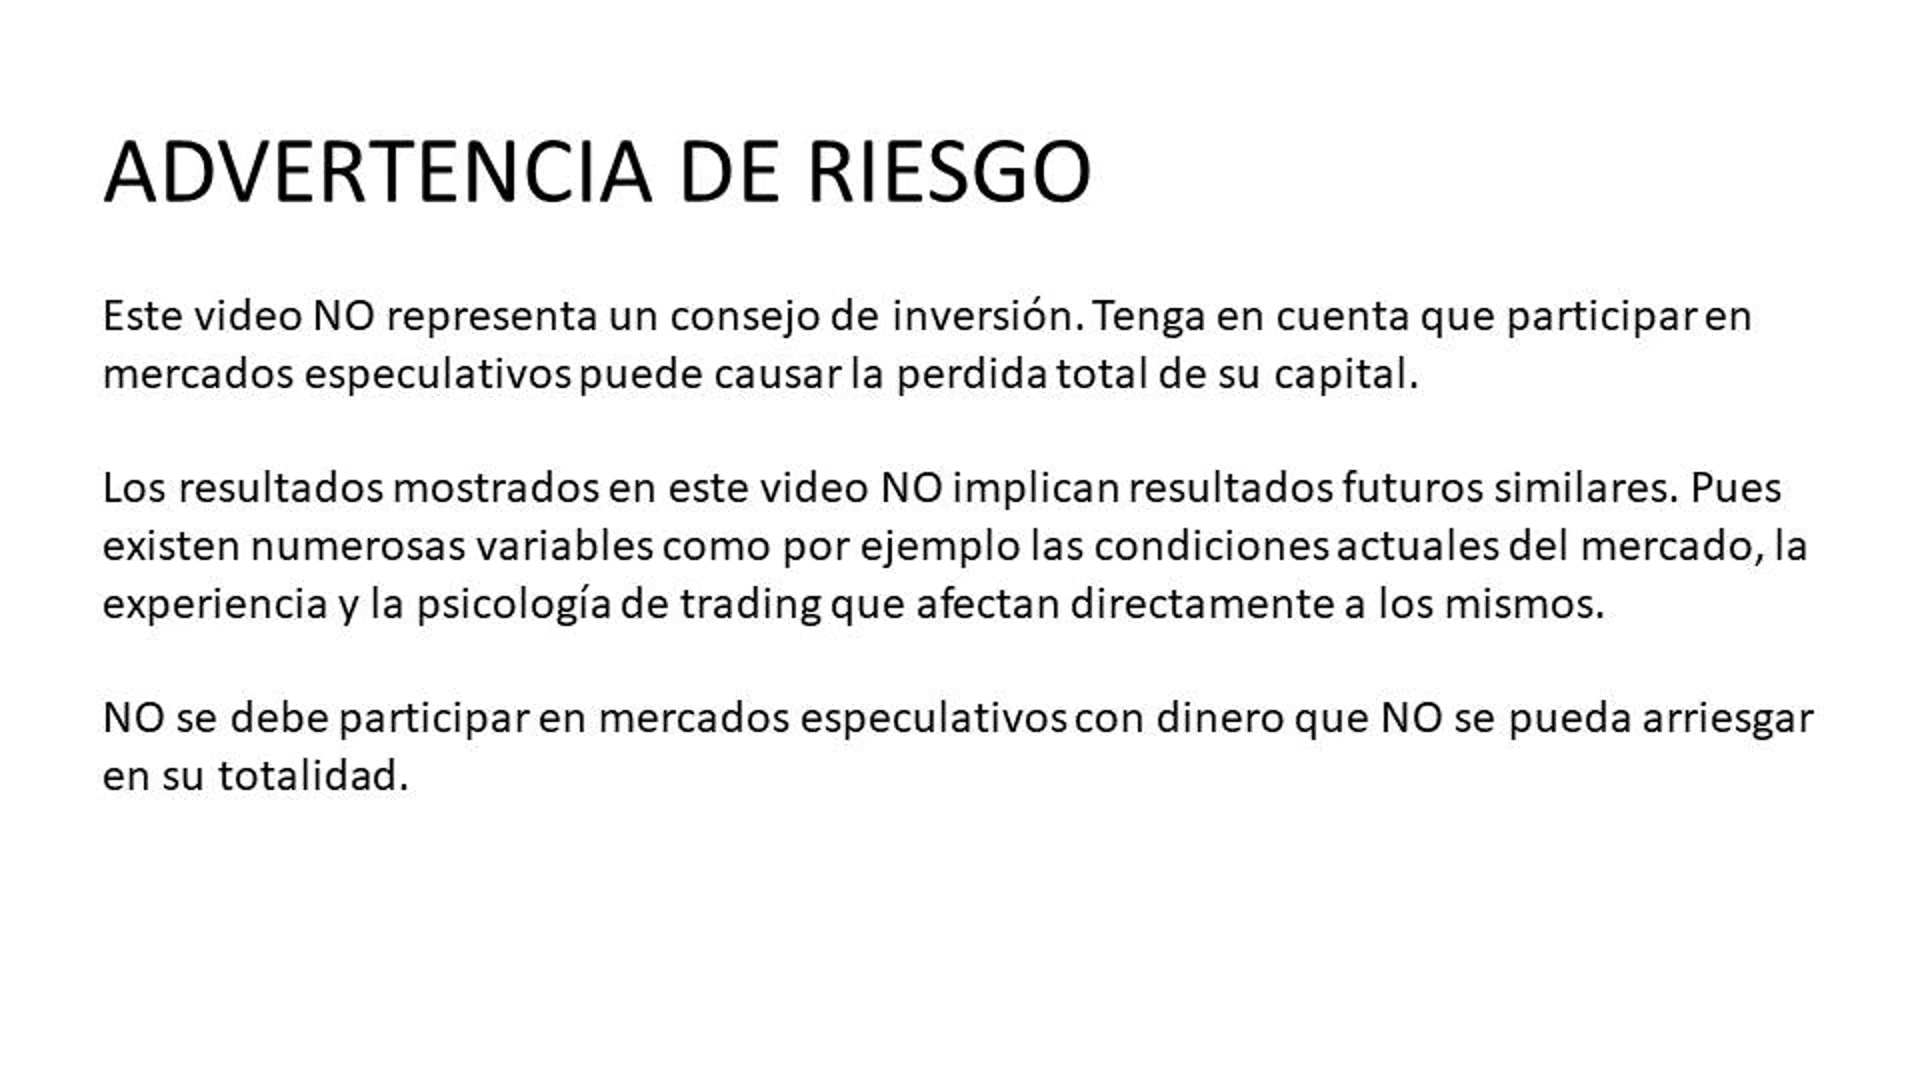 ADVERTENCIA DE RIESGO
Este video NO representa un consejo de inversión. Tenga en cuenta que participar en
mercados especulativos puede causar la perdida total de su capital.
Los resultados mostrados en este video NO implican resultados futuros similares. Pues
existen numerosas variables como por ejemplo las condiciones actuales del mercado, la
experiencia y la psicología de trading que afectan directamente a los mismos.
NO se debe participar en mercados especulativos con dinero que NO se pueda arriesgar
en su totalidad.